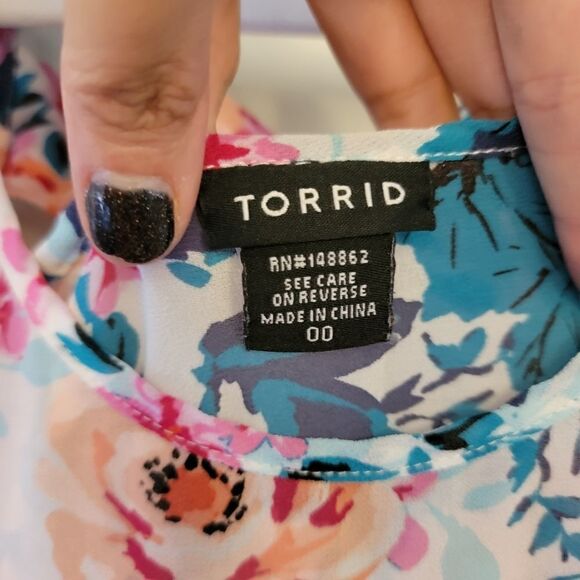 TORRID
RN#148862
SEE CARE
ON REVERSE
MADE IN CHINA
00